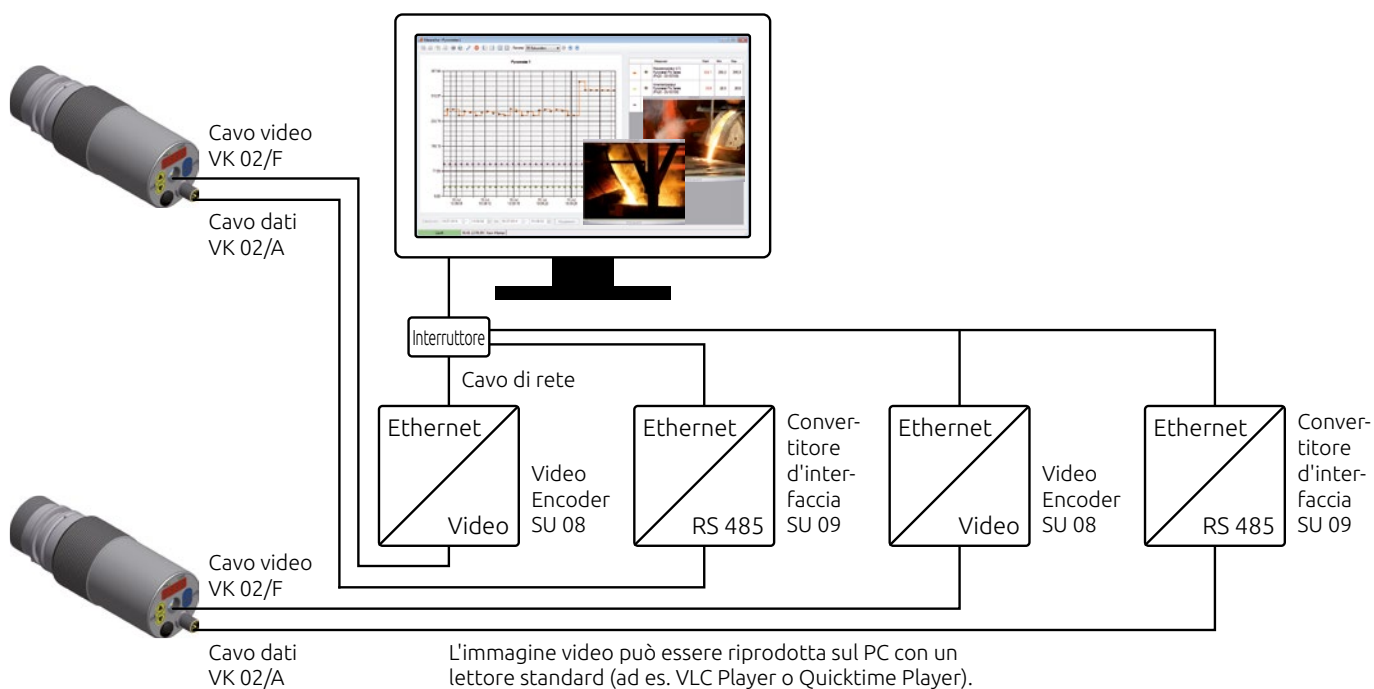 Cavo video
VK 02/F
Cavo dati
VK 02/A
Pyrometer 1
Interruttore
Cavo di rete
Ethernet
Video
Video
Encoder
SU 08
Ethernet
RS 485
Conver-
titore
d'inter-
faccia
SU 09
Ethernet
Video
Video
Encoder
SU 08
Ethernet
RS 485
Conver-
titore
d'inter-
faccia
SU 09
Cavo video
VK 02/F
Cavo dati
VK 02/A
L'immagine video può essere riprodotta sul PC con un
lettore standard (ad es. VLC Player o Quicktime Player).